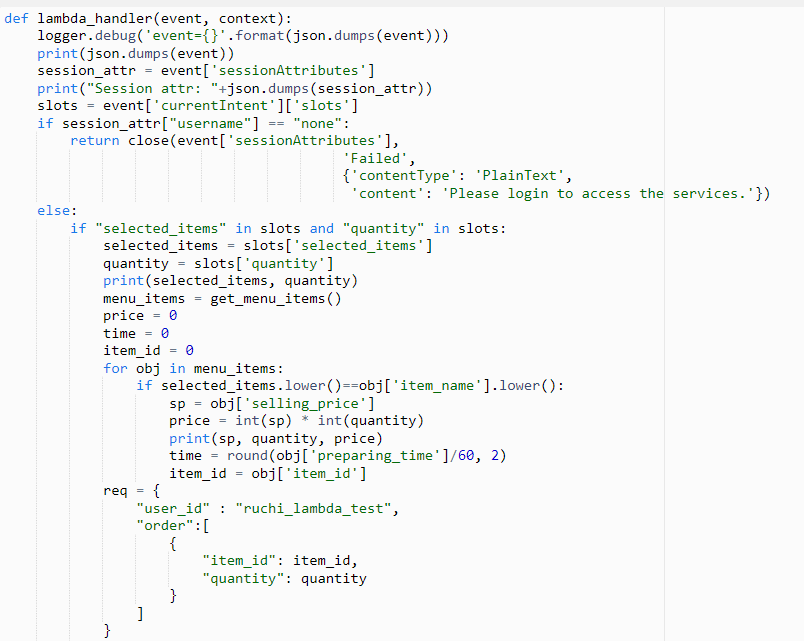 def lambda_handler(event, context):
    logger.debug('event={}'.format(json.dumps(event)))
    print(json.dumps(event))
    session_attr = event['sessionAttributes']
    print("Session attr: "+json.dumps(session_attr))
    slots = event['currentIntent']['slots']
    if session_attr["username"] == "none":
        return close(event['sessionAttributes'],
                                         'Failed',
                                         {'contentType': 'PlainText',
                                          'content': 'Please login to access the services.'})
    else:
        if "selected_items" in slots and "quantity" in slots:
            selected_items = slots['selected_items']
            quantity = slots['quantity']
            print(selected_items, quantity)
            menu_items = get_menu_items()
            price = 0
            time = 0
            item_id = 0
            for obj in menu_items:
                if selected_items.lower()==obj['item_name'].lower():
                    sp = obj['selling_price']
                    price = int(sp) * int(quantity)
                    print(sp, quantity, price)
                    time = round(obj['preparing_time']/60, 2)
                    item_id = obj['item_id']
            req = {
                "user_id" : "ruchi_lambda_test",
                "order":[
                    {
                        "item_id": item_id,
                        "quantity": quantity
                    }
                ]
            }